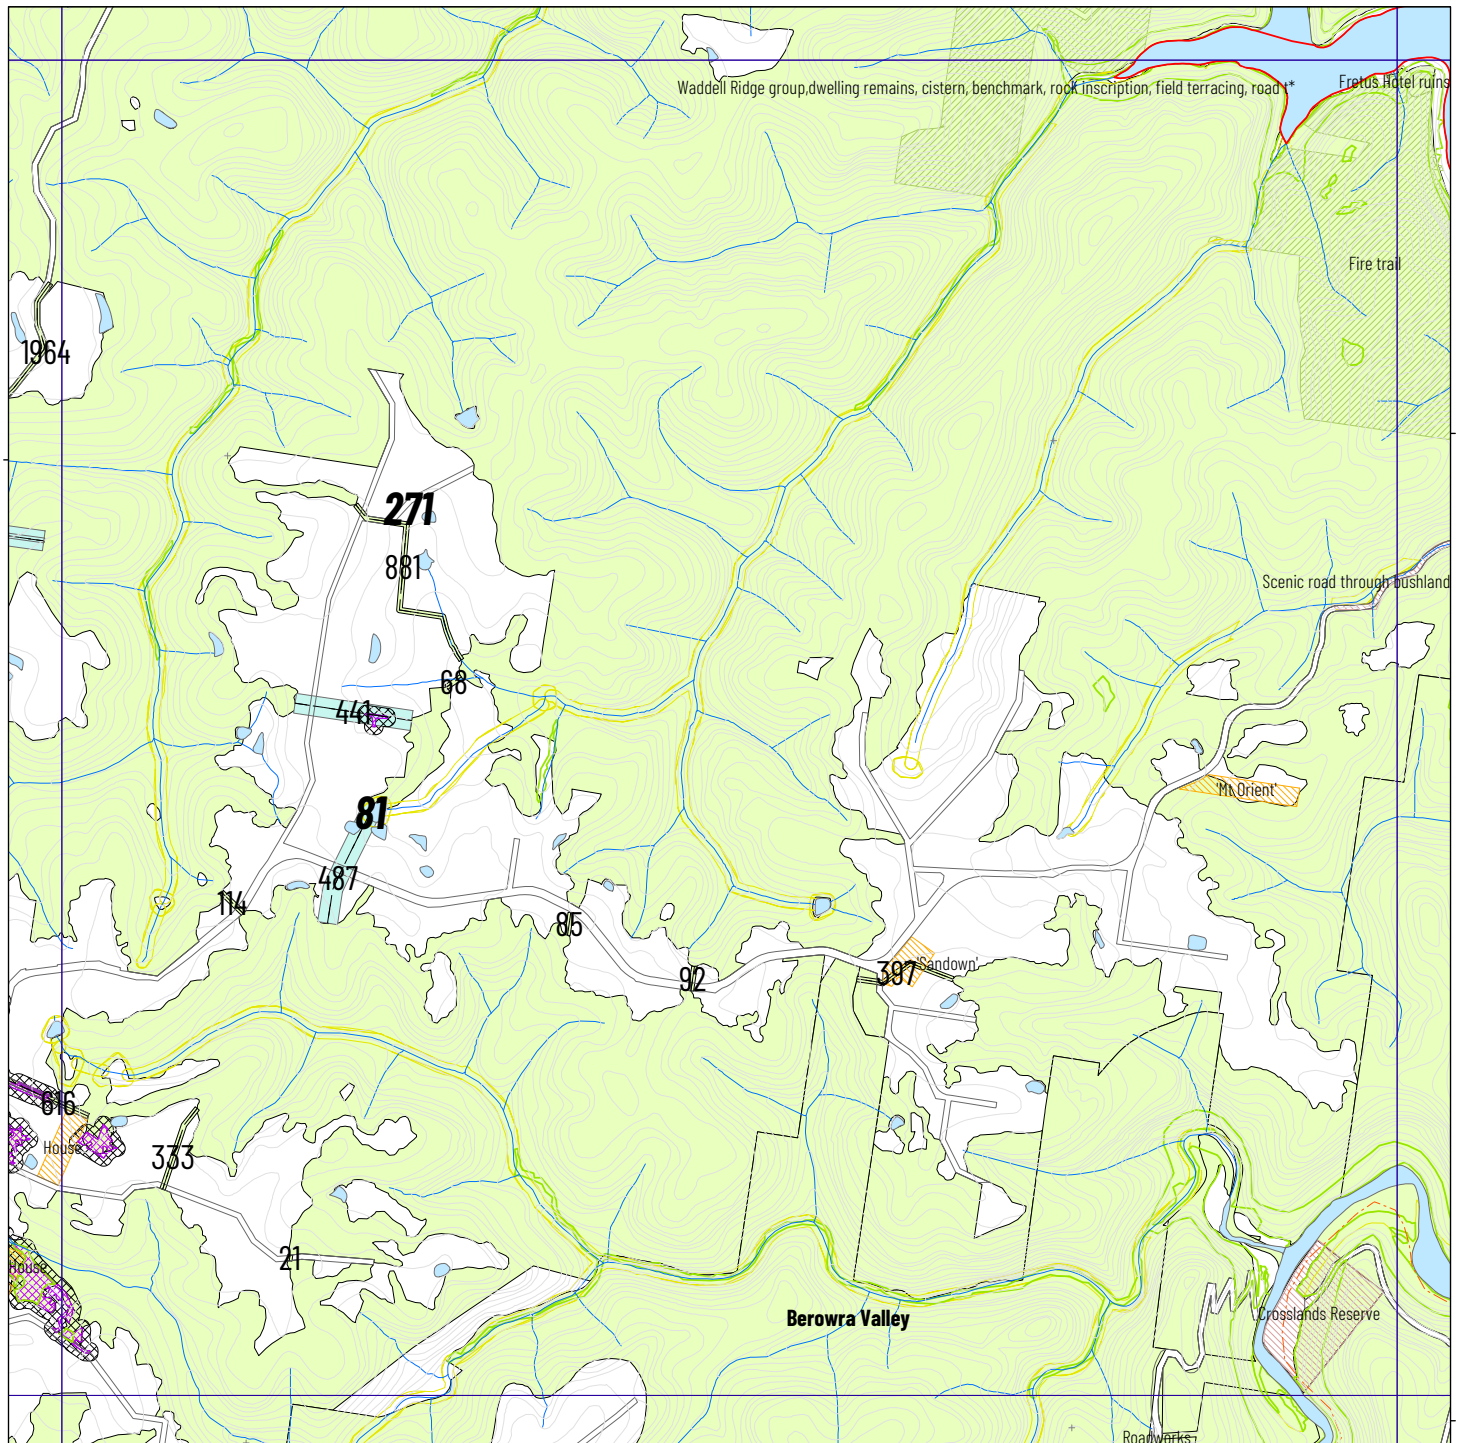 Waddell Ridge group,dwelling remains, cistern, benchmark, rock inscription, field terracing, road t*
Fretus Hotel ruins
Fire trail
1964
271
881
Scenic road through bushland
68
441
'Mt Orient'
81
487
114
85
92
397
'Sandown'
616
House
333
21
House
Crosslands Reserve
Berowra Valley
Roadworks